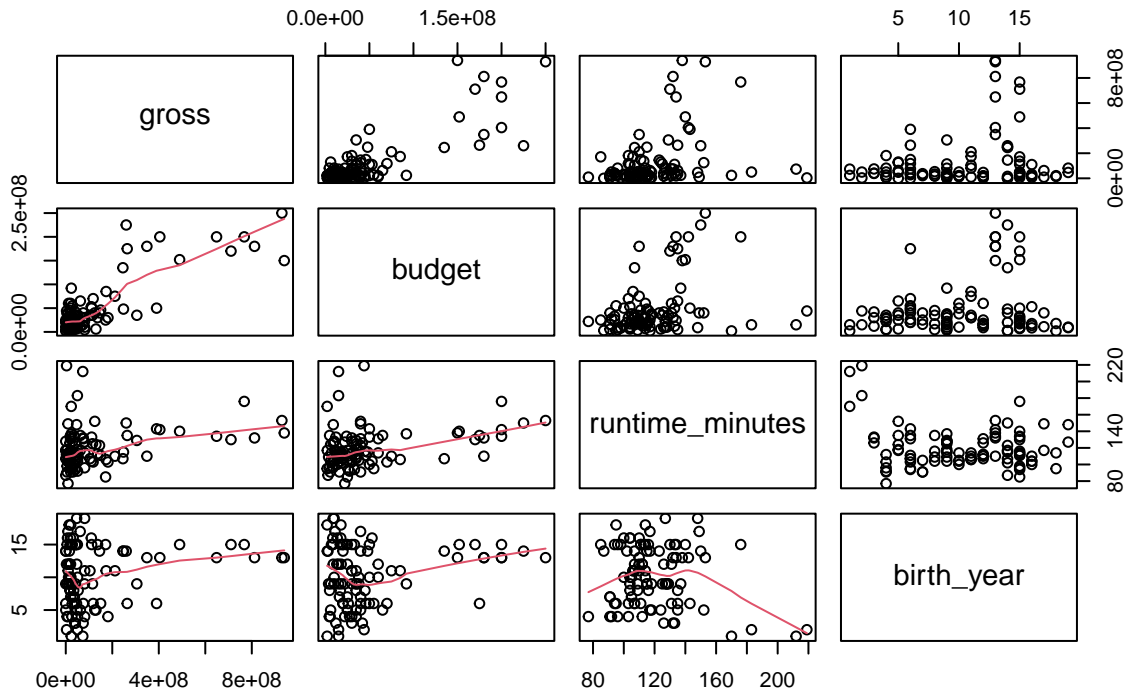 0.0e+00 1.5e+08 5 10 15
gross
0e+00 8e+08
0.0e+00 2.5e+08
budget
runtime_minutes
80 140 220
5 15
birth_year
0e+00 4e+08 8e+08 80 120 160 200